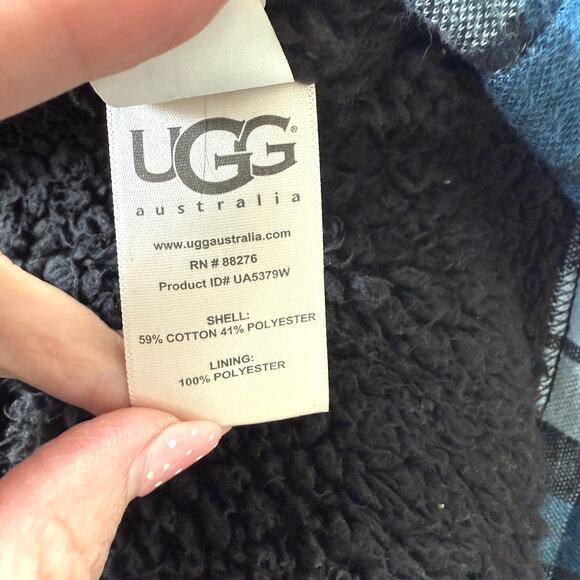 UGG®
australia
www.uggaustralia.com
RN # 88276
Product ID# UA5379W
SHELL:
59% COTTON 41% POLYESTER
LINING:
100% POLYESTER